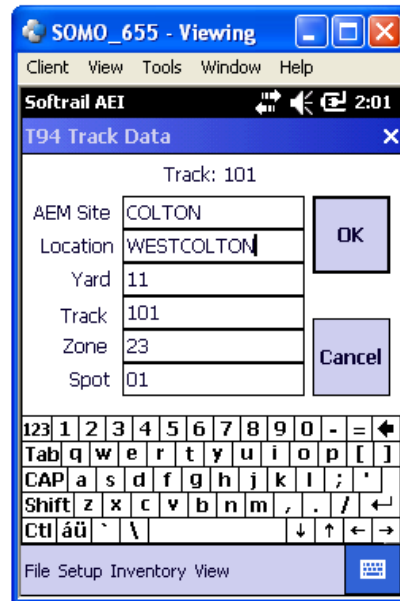 SOMO_655 - Viewing
Client View Tools Window Help
Softrail AEI 2:01
T94 Track Data
Track: 101
AEM Site COLTON
Location WESTCOLTON
OK
Yard 11
Track 101
Zone 23
Cancel
Spot 01
123 1 2 3 4 5 6 7 8 9 0 - = 
Tab q w e r t y u i o p [ ]
CAP a s d f g h j k l ; '
Shift z x c v b n m , . / ↵
Ctl áü ` \ ↓ ↑ ← →
File Setup Inventory View